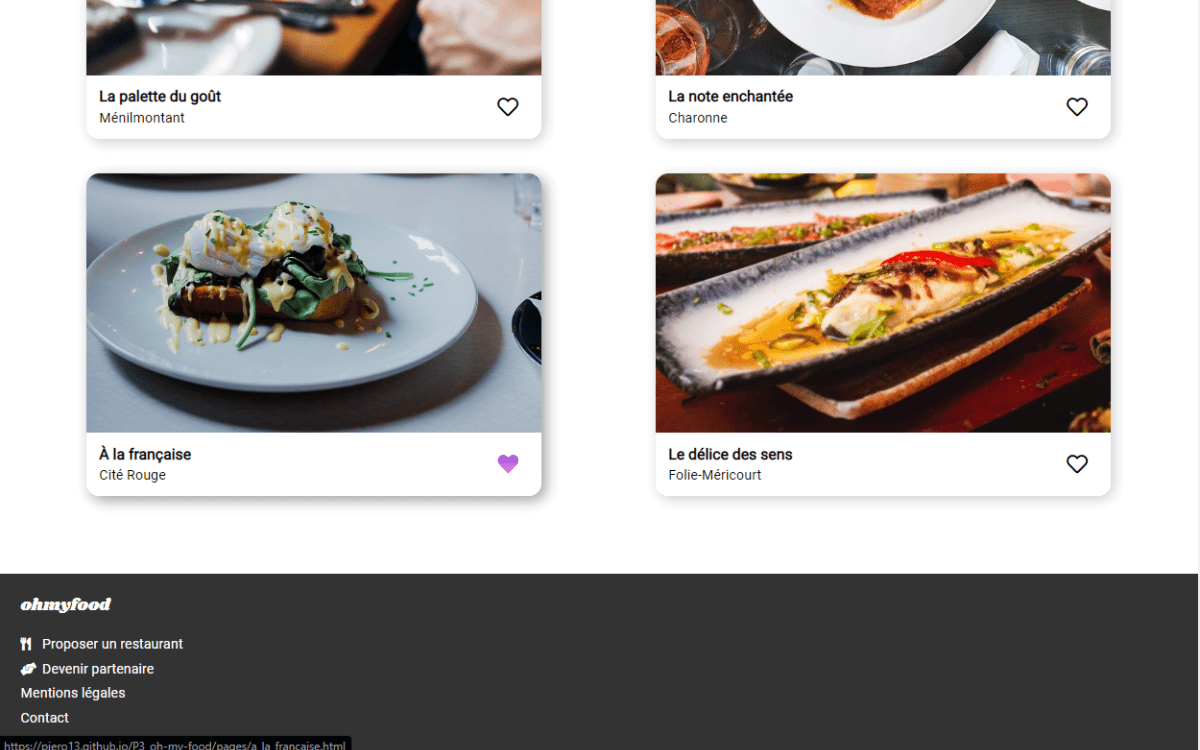 La palette du goût
Ménilmontant
La note enchantée
Charonne
À la française
Cité Rouge
Le délice des sens
Folie-Méricourt
ohmyfood
Proposer un restaurant
Devenir partenaire
Mentions légales
Contact
https://piero13.github.io/P3_oh-my-food/pages/a_la_francaise.html